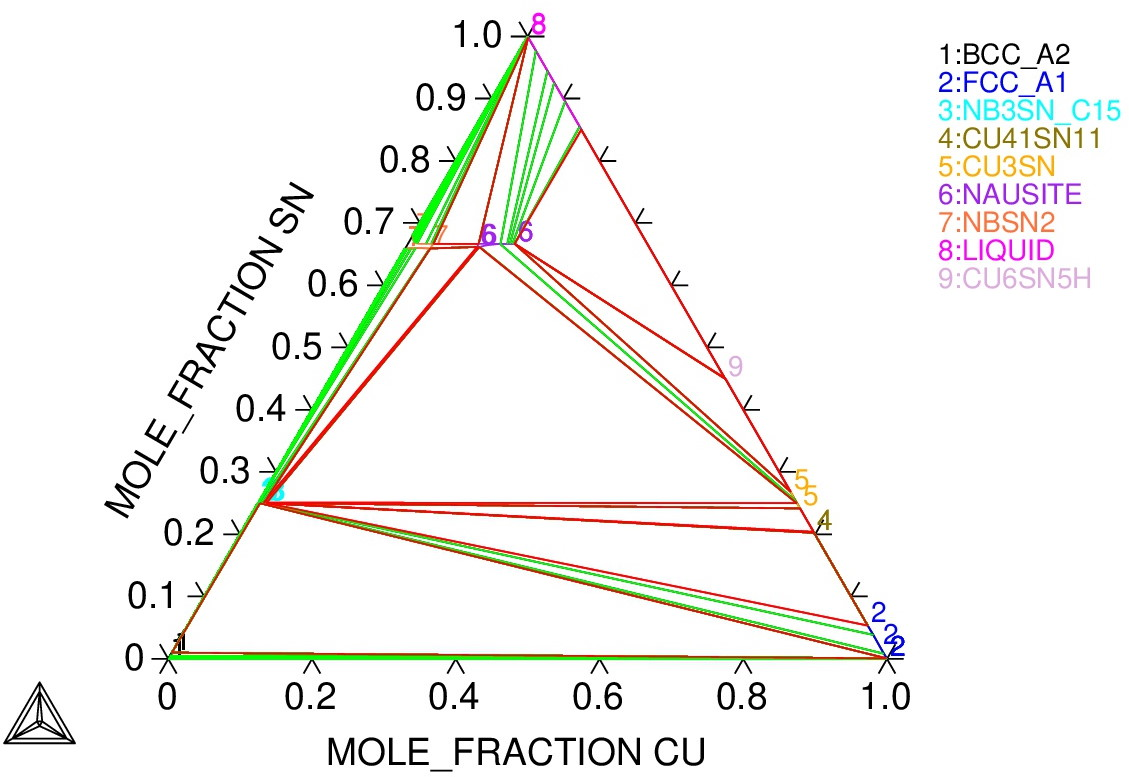 8
1.0
1:BCC_A2
2:FCC_A1
0.9
3:NB3SN_C15
4:CU41SN11
0.8
5:CU3SN
6:NAUSITE
0.7
7:NBSN2
7
6
6
8:LIQUID
9:CU6SN5H
0.6
0.5
9
0.4
0.3
5
3
5
0.2
4
0.1
2
2
1
2
0
0
0.2
0.4
0.6
0.8
1.0
MOLE_FRACTION SN
MOLE_FRACTION CU